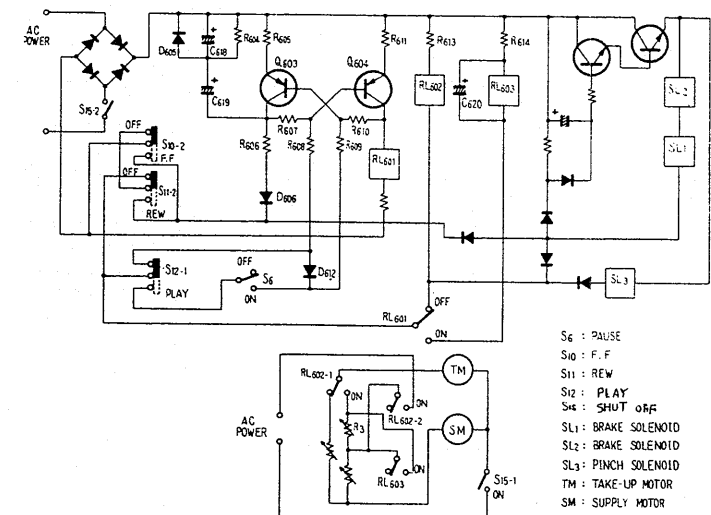 AC
POWER
D605
C618
R604
R605
R611
R613
R614
Q603
Q604
C619
R607
R610
R606
R608
R609
RL601
RL602
C620
RL603
SL2
SL1
S15-2
OFF
S10-2
F.F
OFF
S11-2
REW
D606
S12-1
PLAY
OFF
S6
ON
D612
RL601
OFF
ON
SL3
RL602-1
ON
ON
RL602-2
R3
RL603
ON
TM
SM
S15-1
ON
AC
POWER
S6 : PAUSE
S10 : F.F
S11 : REW
S12 : PLAY
S15 : SHUT OFF
SL1 : BRAKE SOLENOID
SL2 : BRAKE SOLENOID
SL3 : PINCH SOLENOID
TM : TAKE-UP MOTOR
SM : SUPPLY MOTOR